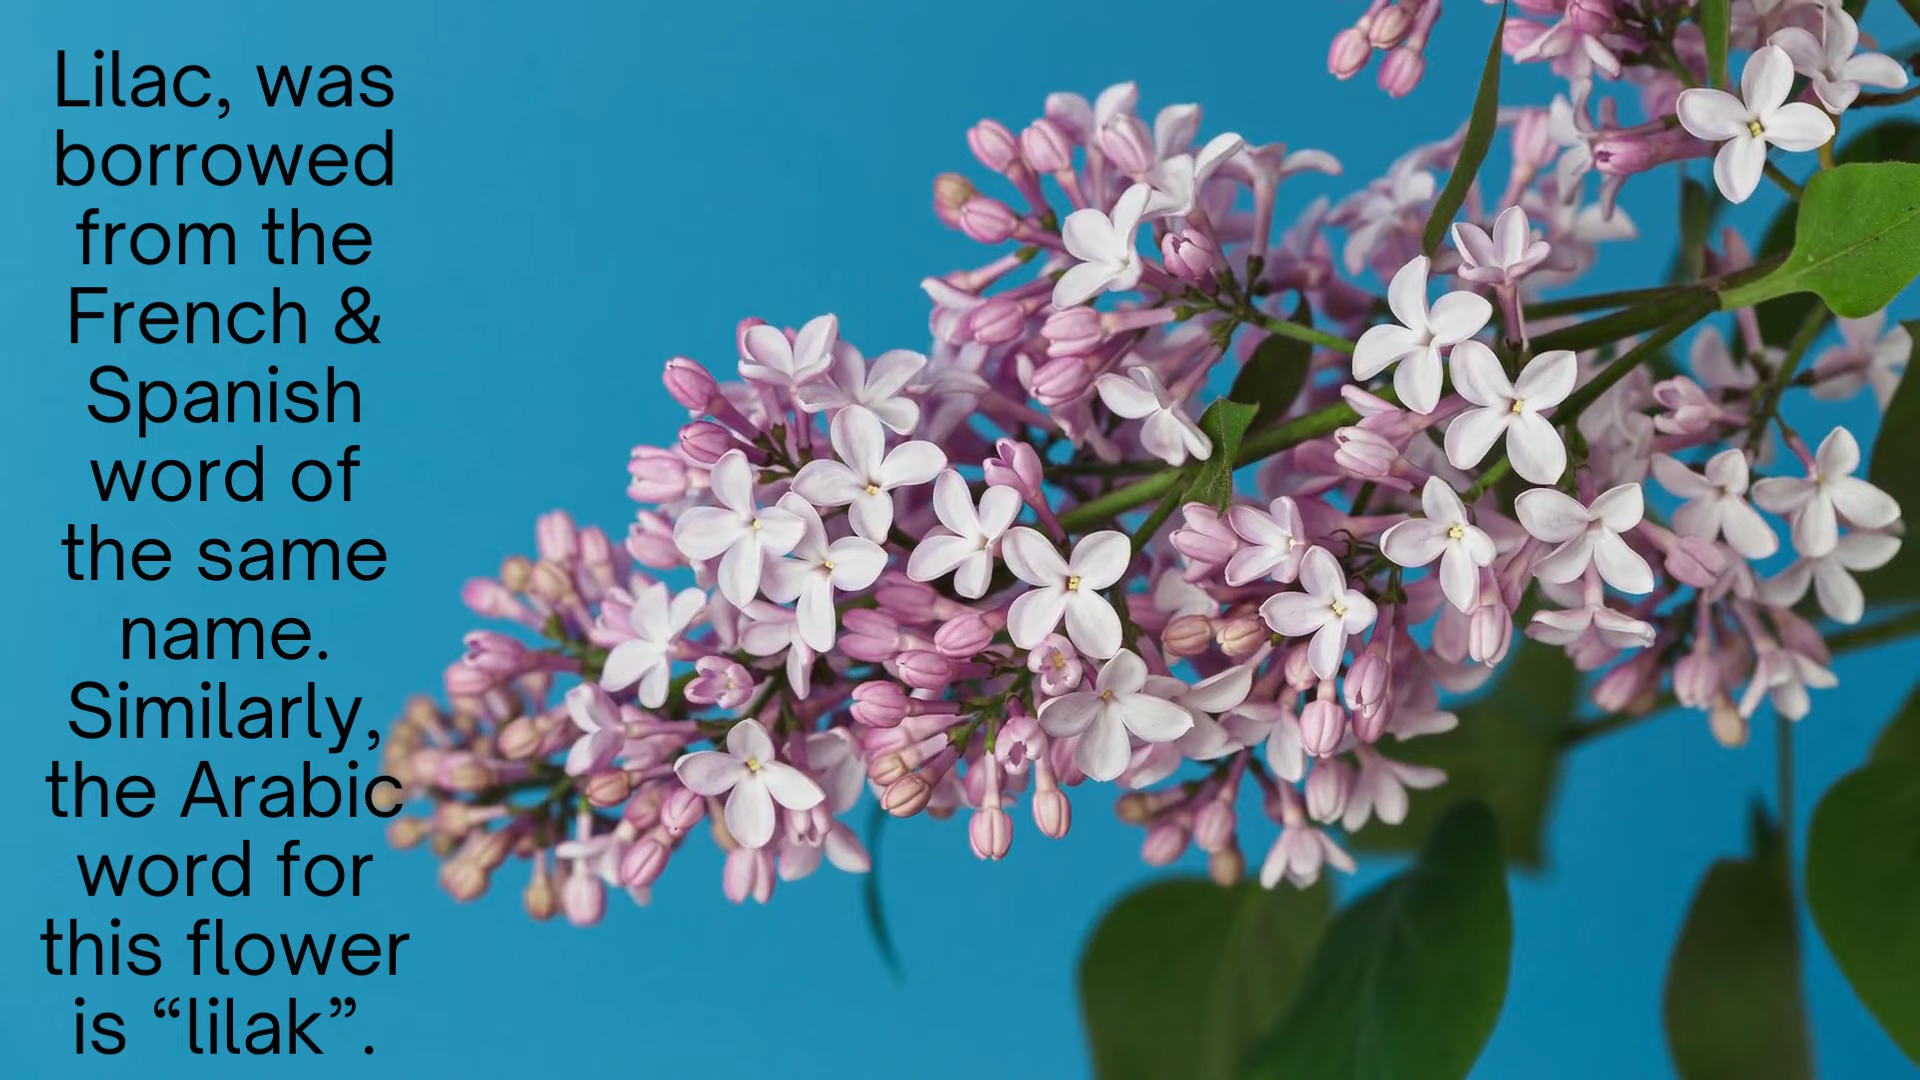 Lilac, was
borrowed
from the
French &
Spanish
word of
the same
name.
Similarly,
the Arabic
word for
this flower
is “lilak”.